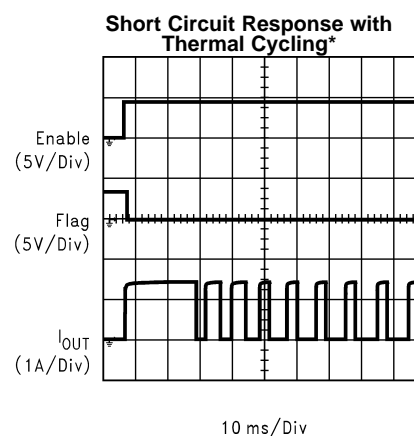 Short Circuit Response with
Thermal Cycling*
Enable
(5V/Div)
Flag
(5V/Div)
IOUT
(1A/Div)
10 ms/Div